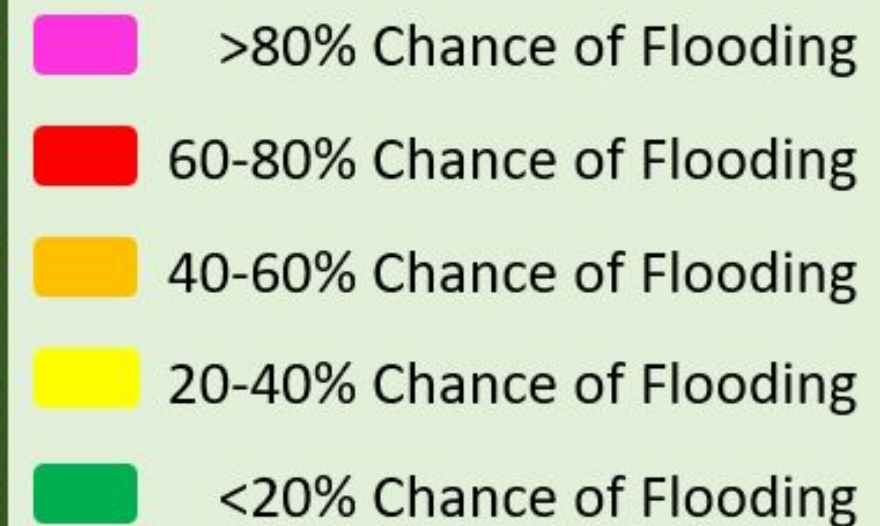 >80% Chance of Flooding
60-80% Chance of Flooding
40-60% Chance of Flooding
20-40% Chance of Flooding
<20% Chance of Flooding